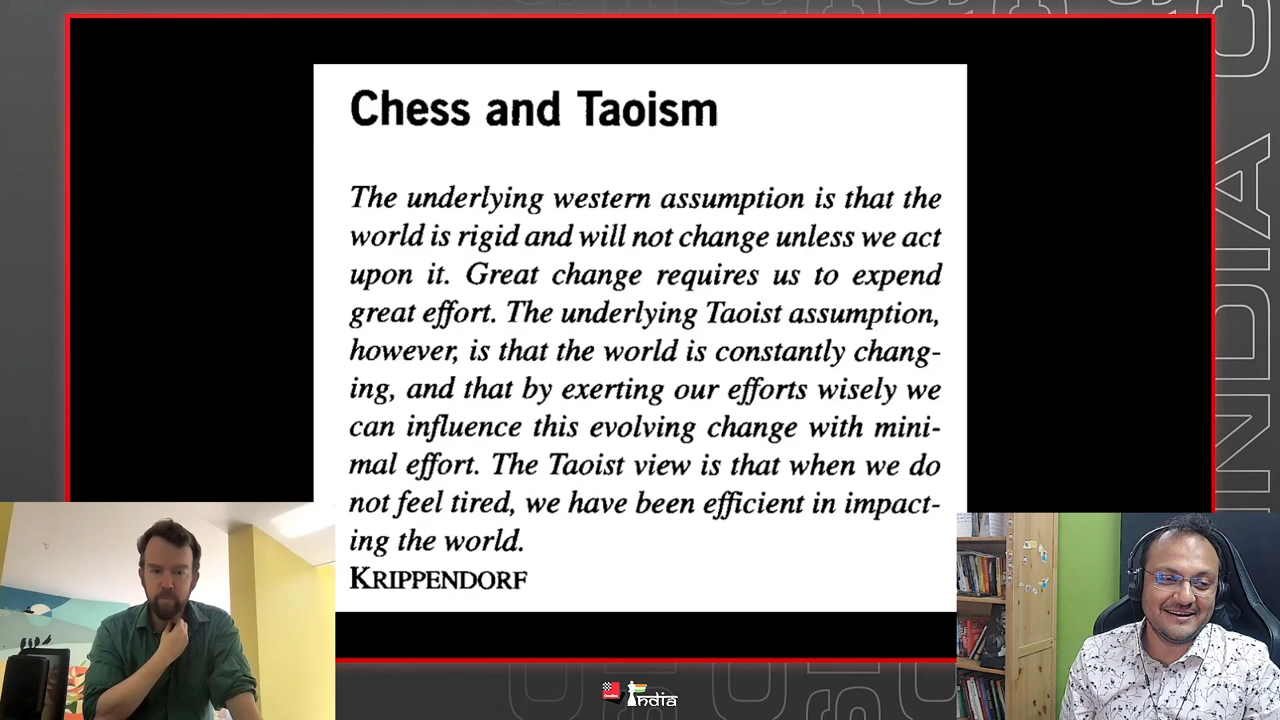 Chess and Taoism
The underlying western assumption is that the
world is rigid and will not change unless we act
upon it. Great change requires us to expend
great effort. The underlying Taoist assumption,
however, is that the world is constantly chang-
ing, and that by exerting our efforts wisely we
can influence this evolving change with mini-
mal effort. The Taoist view is that when we do
not feel tired, we have been efficient in impact-
ing the world.
KRIPPENDORF
INDIA
India